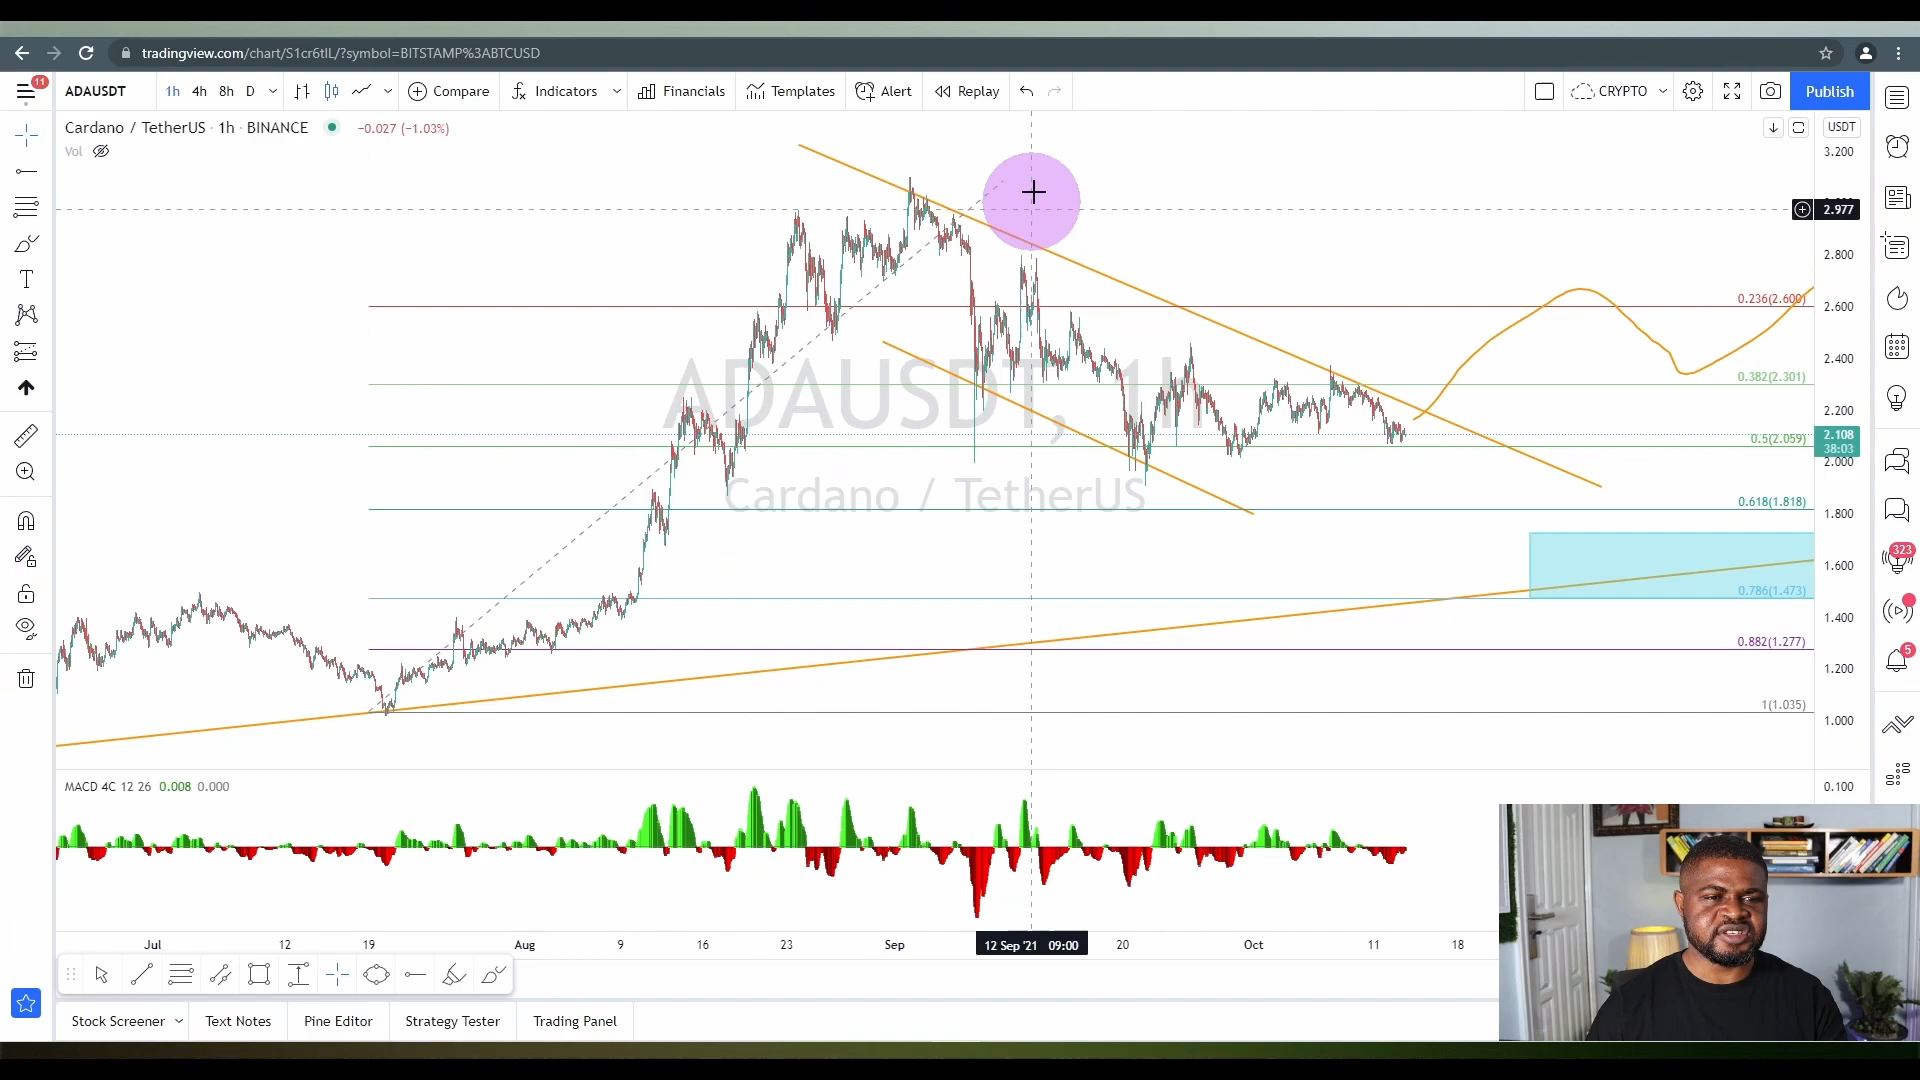 tradingview.com/chart/S1cr6tIL/?symbol=BITSTAMP%3ABTCUSD
11
ADAUSDT 1h 4h 8h D Compare Indicators Financials Templates Alert Replay CRYPTO Publish
Cardano / TetherUS · 1h · BINANCE −0.027 (−1.03%)
USDT
Vol
3.200
2.977
2.800
0.236(2.600)
2.600
2.400
0.382(2.301)
ADAUSDT, 1h
2.200
2.108
0.5(2.059)
38:03
2.000
Cardano / TetherUS
0.618(1.818)
1.800
323
1.600
0.786(1.473)
1.400
0.882(1.277)
5
1.200
1(1.035)
1.000
MACD 4C 12 26 0.008 0.000
0.100
Jul 12 19 Aug 9 16 23 Sep 12 Sep '21 09:00 20 Oct 11 18
Stock Screener Text Notes Pine Editor Strategy Tester Trading Panel